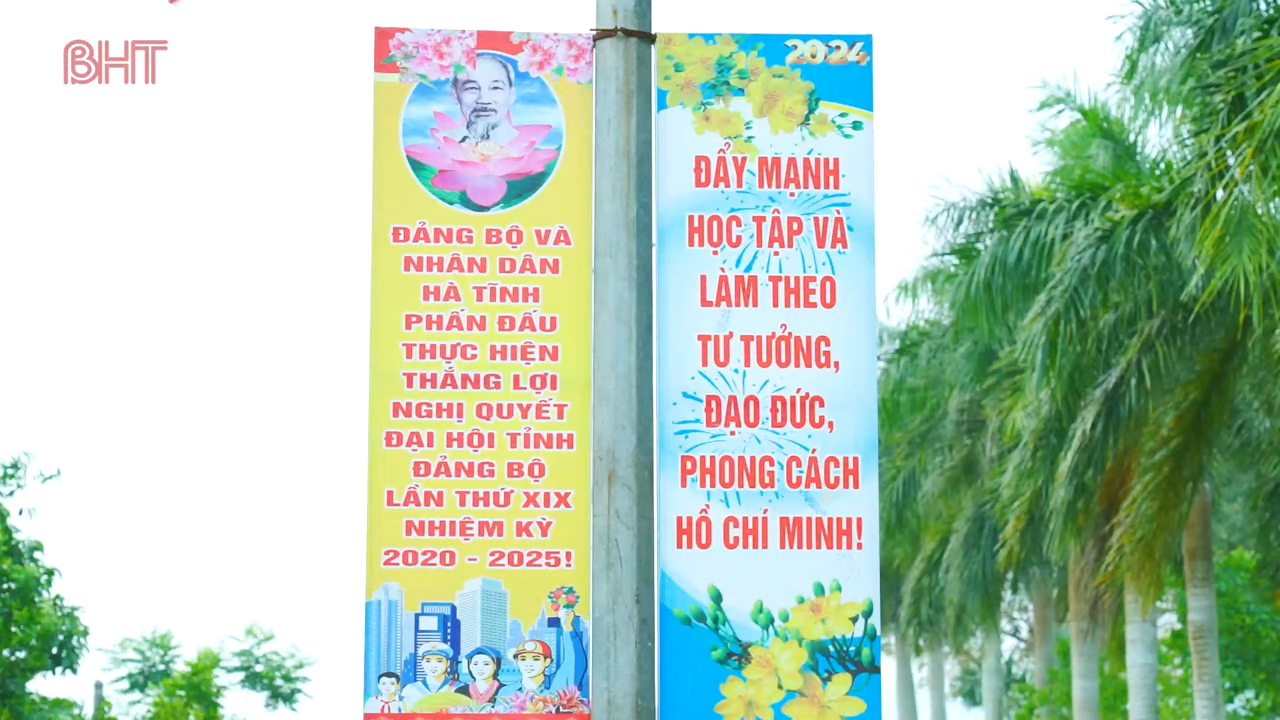 BHT
ĐẢNG BỘ VÀ
NHÂN DÂN
HÀ TĨNH
PHẤN ĐẤU
THỰC HIỆN
THẮNG LỢI
NGHỊ QUYẾT
ĐẠI HỘI TỈNH
ĐẢNG BỘ
LẦN THỨ XIX
NHIỆM KỲ
2020 - 2025!
2024
ĐẨY MẠNH
HỌC TẬP VÀ
LÀM THEO
TƯ TƯỞNG,
ĐẠO ĐỨC,
PHONG CÁCH
HỒ CHÍ MINH!